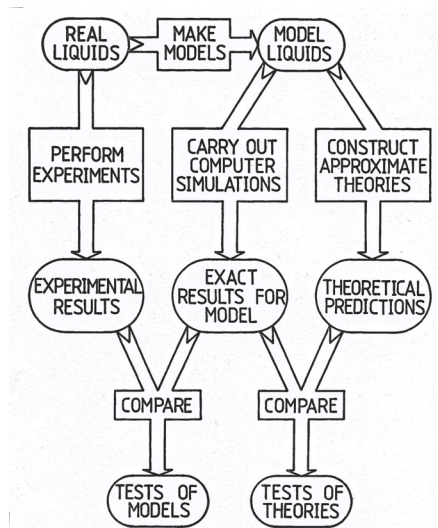 REAL
LIQUIDS
MAKE
MODELS
MODEL
LIQUIDS
PERFORM
EXPERIMENTS
CARRY OUT
COMPUTER
SIMULATIONS
CONSTRUCT
APPROXIMATE
THEORIES
EXPERIMENTAL
RESULTS
EXACT
RESULTS FOR
MODEL
THEORETICAL
PREDICTIONS
COMPARE
COMPARE
TESTS OF
MODELS
TESTS OF
THEORIES